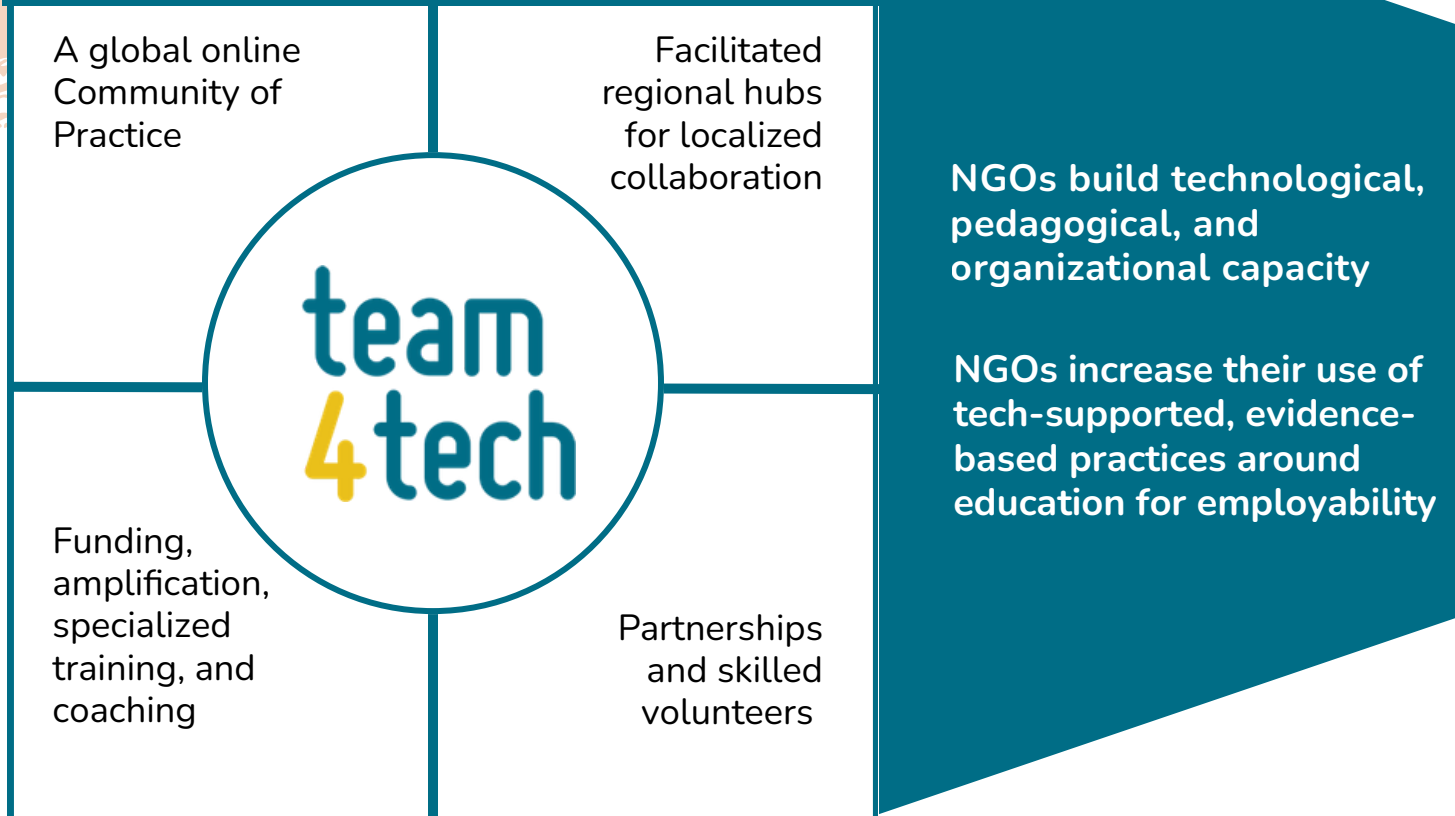 A global online
Community of
Practice
Facilitated
regional hubs
for localized
collaboration
team
4tech
Funding,
amplification,
specialized
training, and
coaching
Partnerships
and skilled
volunteers
NGOs build technological,
pedagogical, and
organizational capacity
NGOs increase their use of
tech-supported, evidence-
based practices around
education for employability